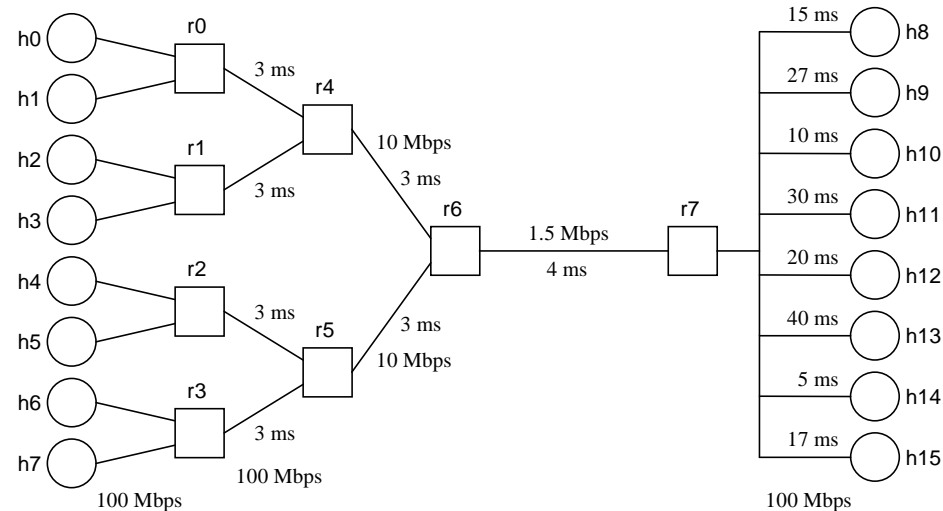 h0
h1
h2
h3
h4
h5
h6
h7
100 Mbps
r0
r1
r2
r3
3 ms
3 ms
3 ms
3 ms
100 Mbps
r4
r5
10 Mbps
3 ms
3 ms
10 Mbps
r6
1.5 Mbps
4 ms
r7
15 ms
h8
27 ms
h9
10 ms
h10
30 ms
h11
20 ms
h12
40 ms
h13
5 ms
h14
17 ms
h15
100 Mbps